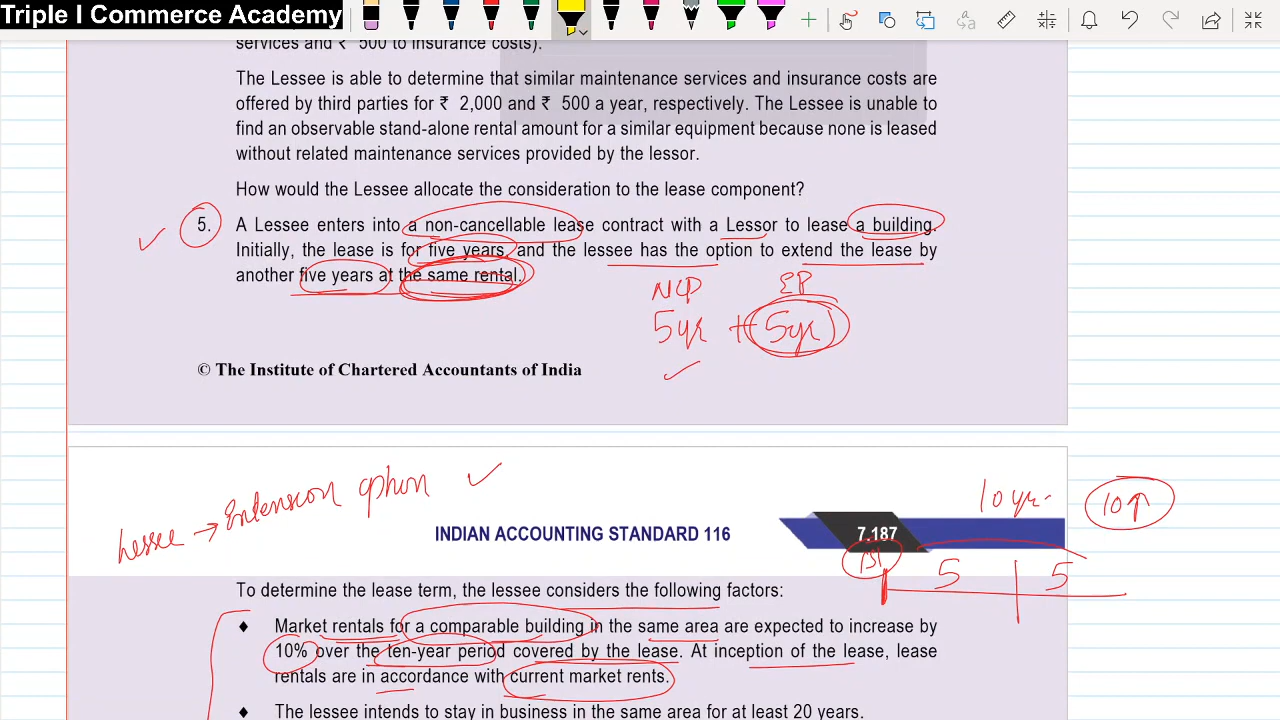 Triple I Commerce Academy
services and ₹ 500 to insurance costs).
The Lessee is able to determine that similar maintenance services and insurance costs are
offered by third parties for ₹ 2,000 and ₹ 500 a year, respectively. The Lessee is unable to
find an observable stand-alone rental amount for a similar equipment because none is leased
without related maintenance services provided by the lessor.
How would the Lessee allocate the consideration to the lease component?
5. A Lessee enters into a non-cancellable lease contract with a Lessor to lease a building.
Initially, the lease is for five years, and the lessee has the option to extend the lease by
another five years at the same rental.
NCP EP
5yr + (5yr)
© The Institute of Chartered Accountants of India
Lessee → Extension option
10 yr. 10↑
INDIAN ACCOUNTING STANDARD 116 7.187
5 5
To determine the lease term, the lessee considers the following factors:
♦ Market rentals for a comparable building in the same area are expected to increase by
10% over the ten-year period covered by the lease. At inception of the lease, lease
rentals are in accordance with current market rents.
♦ The lessee intends to stay in business in the same area for at least 20 years.